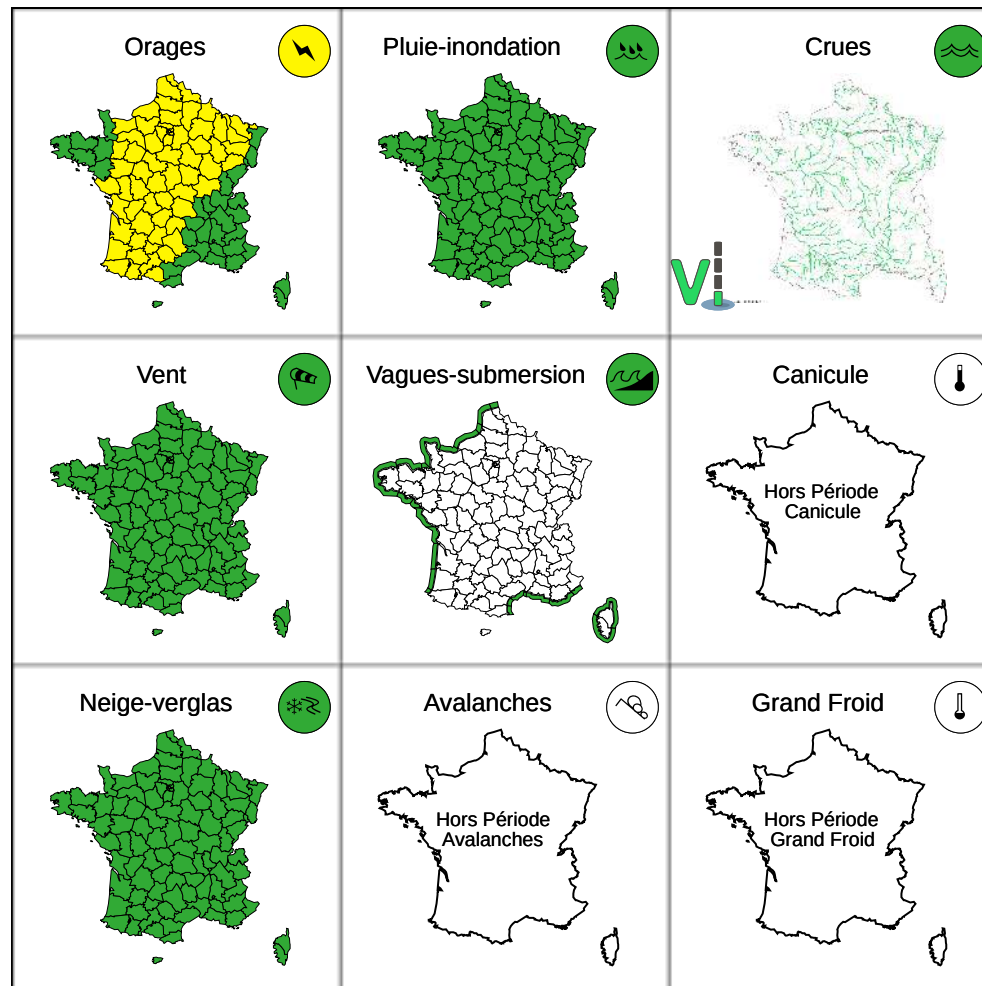 Orages
Pluie-inondation
Crues
Vi
Vent
Vagues-submersion
Canicule
Hors Période
Canicule
Neige-verglas
Avalanches
Grand Froid
Hors Période
Avalanches
Hors Période
Grand Froid